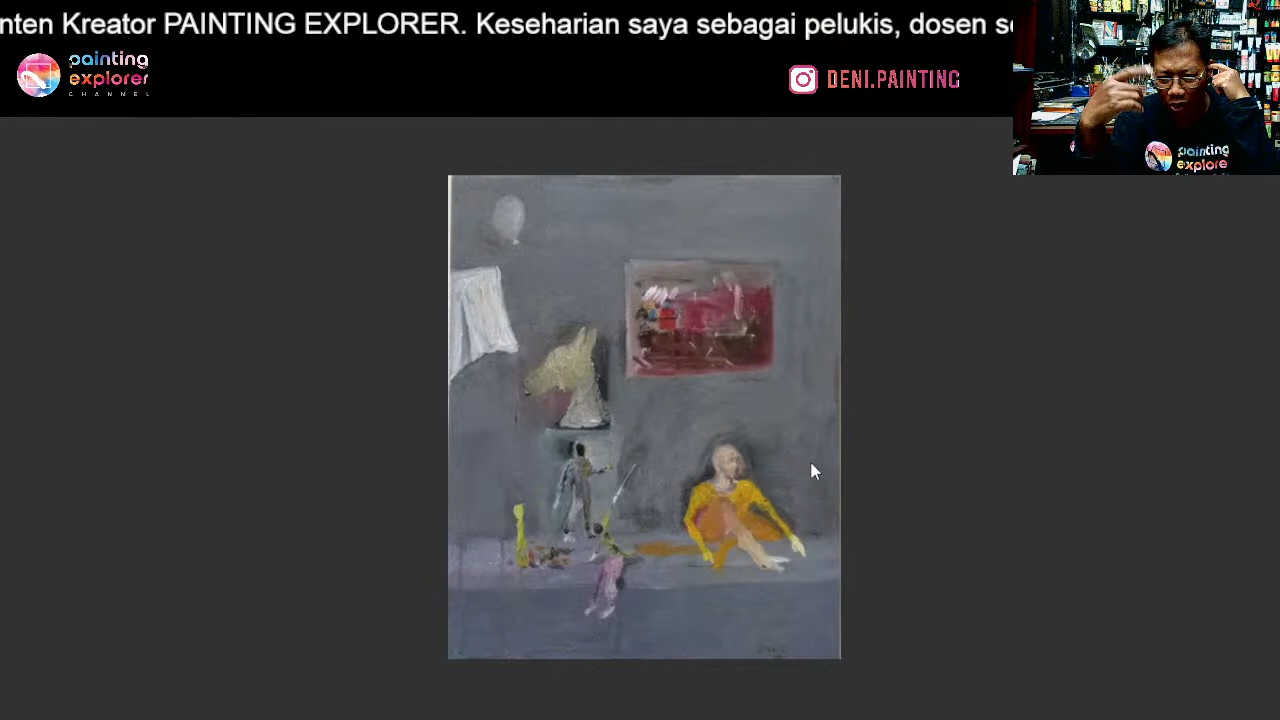 nten Kreator PAINTING EXPLORER. Keseharian saya sebagai pelukis, dosen s
painting
explorer
CHANNEL
DENI.PAINTING
painting
explore